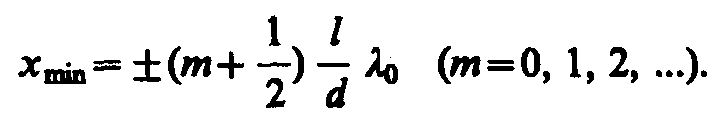 x_min = ±(m + 1/2) l/d λ₀ (m=0, 1, 2, ...).